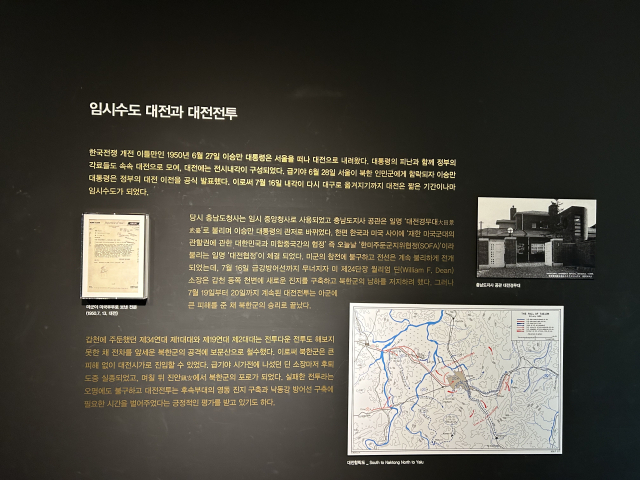 임시수도 대전과 대전전투
한국전쟁 개전 이틀만인 1950년 6월 27일 이승만 대통령은 서울을 떠나 대전으로 내려왔다. 대통령의 피난과 함께 정부의
각료들도 속속 대전으로 모여, 대전에는 전시내각이 구성되었다. 급기야 6월 28일 서울이 북한 인민군에게 함락되자 이승만
대통령은 정부의 대전 이전을 공식 발표했다. 이로써 7월 16일 내각이 다시 대구로 옮겨지기까지 대전은 짧은 기간이나마
임시수도가 되었다.
당시 충남도청사는 임시 중앙청사로 사용되었고 충남도지사 공관은 일명 '대전경무대大田景
武臺'로 불리며 이승만 대통령의 관저로 바뀌었다. 한편 한국과 미국 사이에 '재한 미국군대의
관할권에 관한 대한민국과 미합중국간의 협정' 즉 오늘날 '한미주둔군지위협정(SOFA)'이라
불리는 일명 '대전협정'이 체결 되었다. 미군의 참전에 불구하고 전선은 계속 불리하게 전개
되었는데, 7월 16일 금강방어선까지 무너지자 미 제24단장 윌리엄 딘(William F. Dean)
소장은 갑천 동쪽 천변에 새로운 진지를 구축하고 북한군의 남하를 저지하려 했다. 그러나
7월 19일부터 20일까지 계속된 대전전투는 아군에
큰 피해를 준 채 북한군의 승리로 끝났다.
갑천에 주둔했던 제34연대 제1대대와 제19연대 제2대대는 전투다운 전투도 해보지
못한 채 전차를 앞세운 북한군의 공격에 보문산으로 철수했다. 이로써 북한군은 큰
피해 없이 대전시가로 진입할 수 있었다. 급기야 시가전에 나섰던 딘 소장마저 후퇴
도중 실종되었고, 며칠 뒤 진안에서 북한군의 포로가 되었다. 실패한 전투라는
오명에도 불구하고 대전전투는 후속부대의 영동 진지 구축과 낙동강 방어선 구축에
필요한 시간을 벌어주었다는 긍정적인 평가를 받고 있기도 하다.
(1950. 7. 13. 대전)
충남도지사 공관 대전경무대
THE FALL OF TAEJON
대전함락도 _ South to Naktong North to Yalu